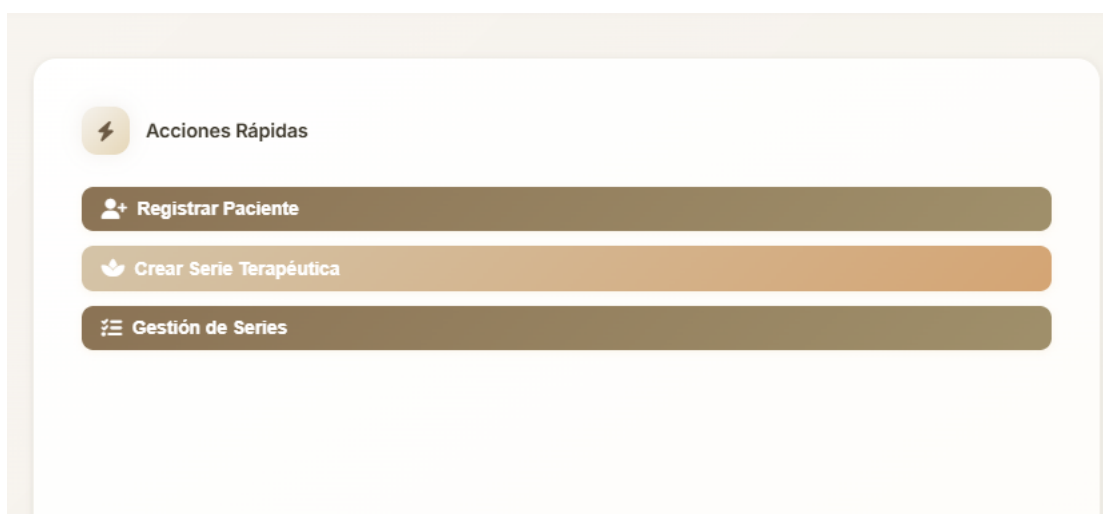 Acciones Rápidas
Registrar Paciente
Crear Serie Terapéutica
Gestión de Series